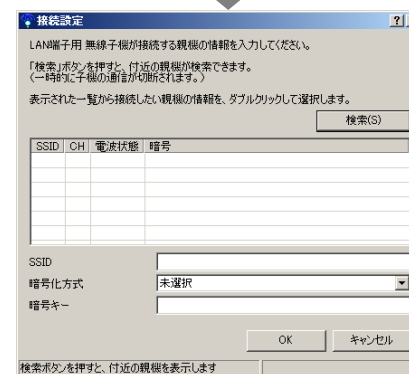 接続設定
LAN端子用 無線子機が接続する親機の情報を入力してください。
「検索」ボタンを押すと、付近の親機が検索できます。
(一時的に子機の通信が切断されます。)
表示された一覧から接続したい親機の情報を、ダブルクリックして選択します。
検索(S)
SSID CH 電波状態 暗号
SSID
暗号化方式 未選択
暗号キー
OK キャンセル
検索ボタンを押すと、付近の親機を表示します